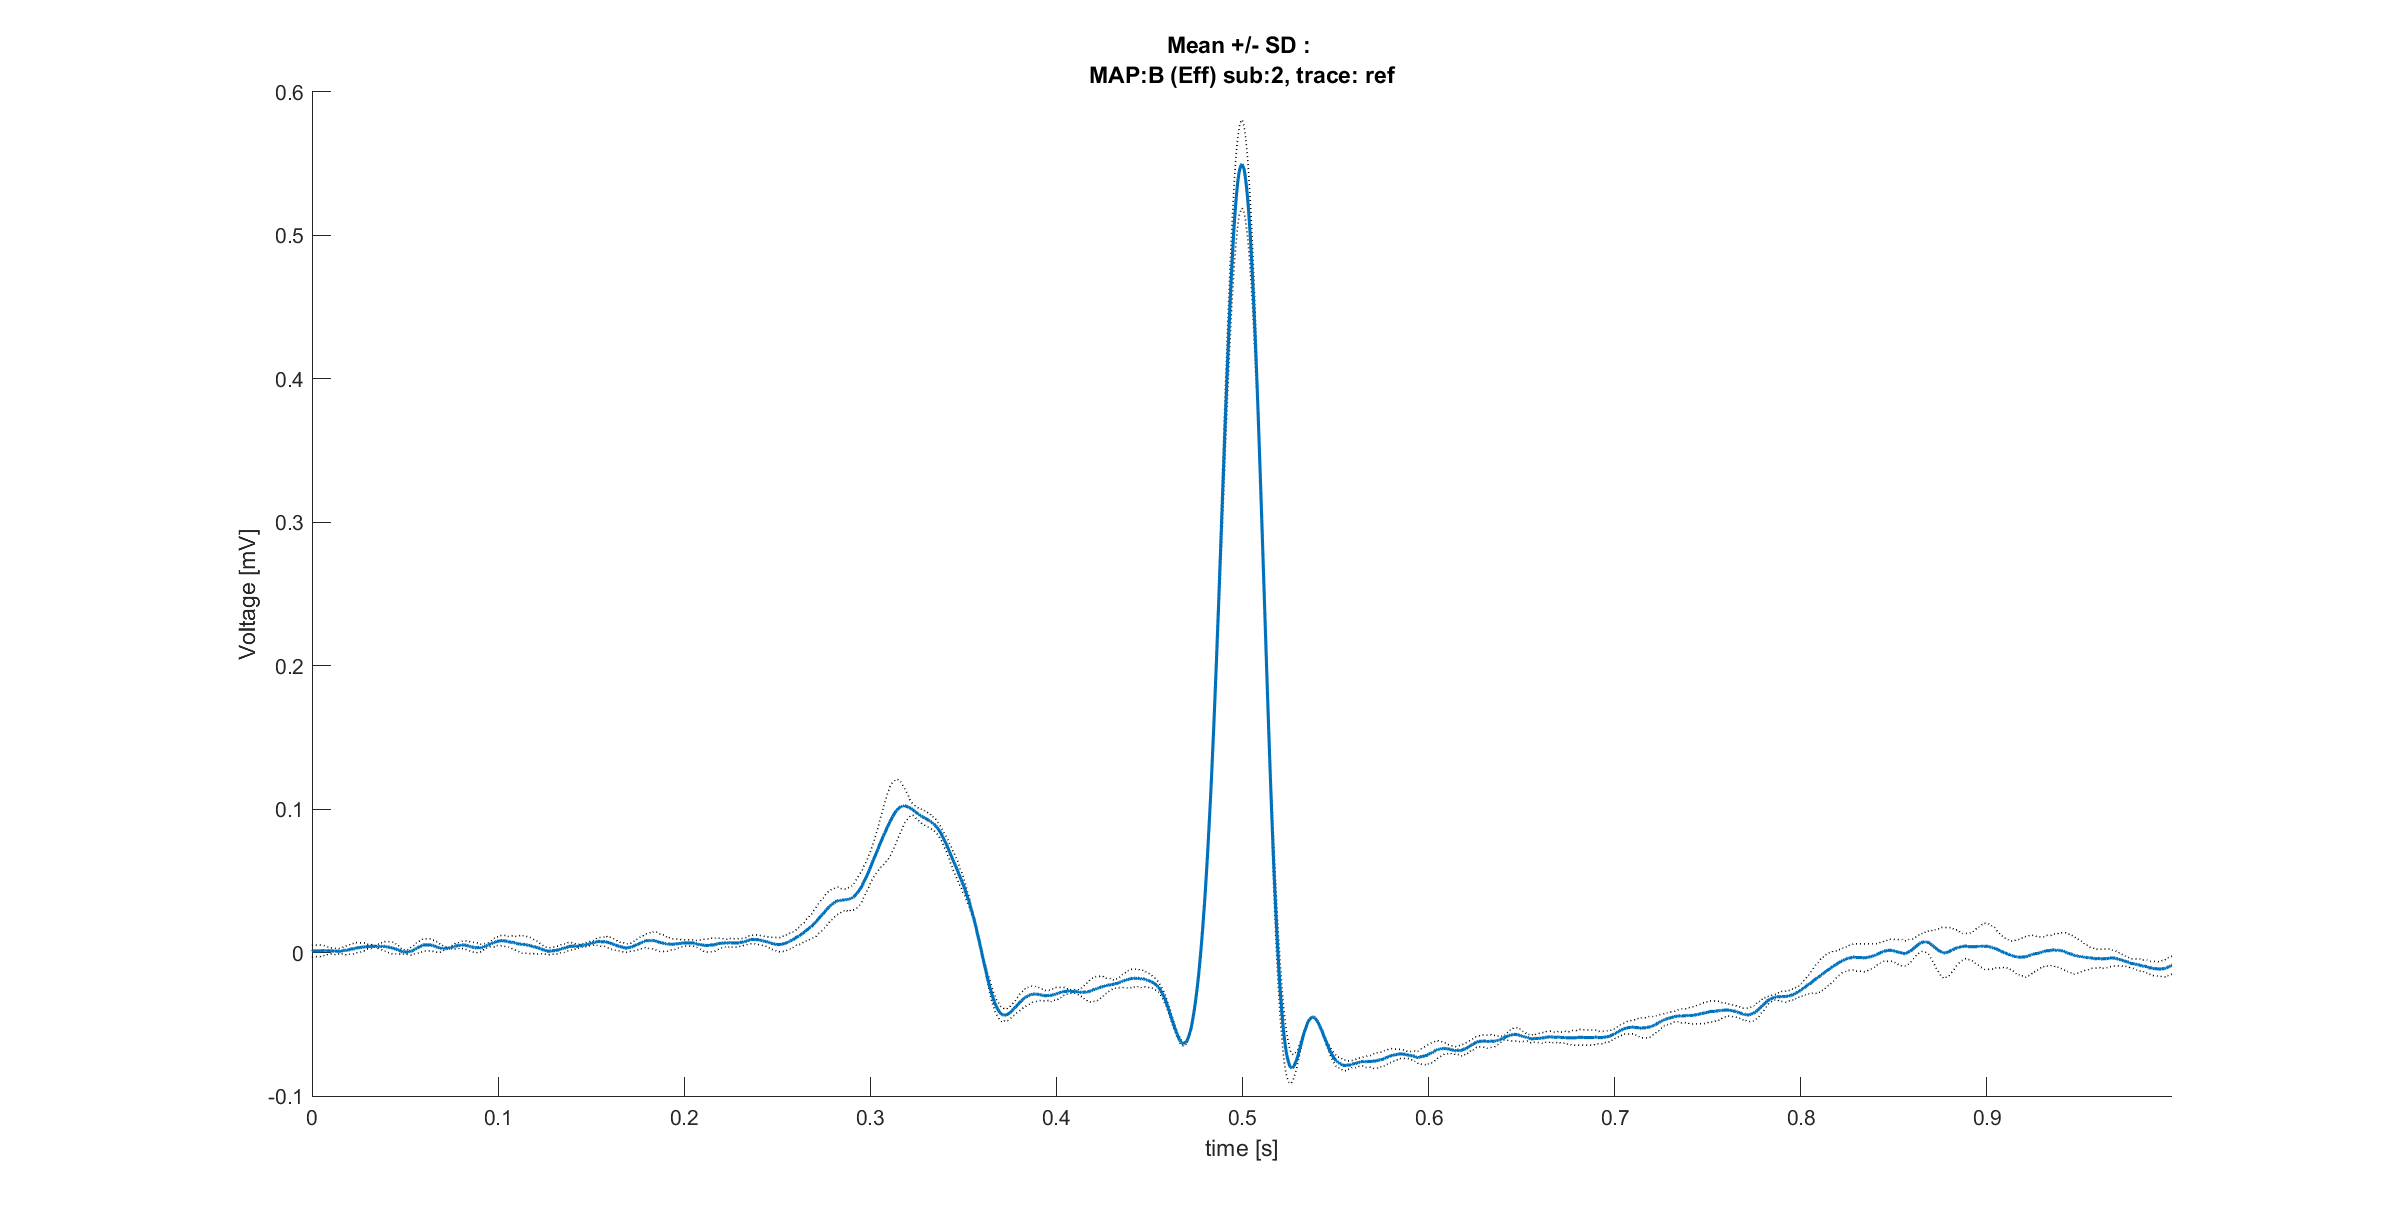 Mean +/- SD :
MAP:B (Eff) sub:2, trace: ref
0.6
0.5
0.4
0.3
0.2
0.1
0
-0.1
Voltage [mV]
0 0.1 0.2 0.3 0.4 0.5 0.6 0.7 0.8 0.9
time [s]